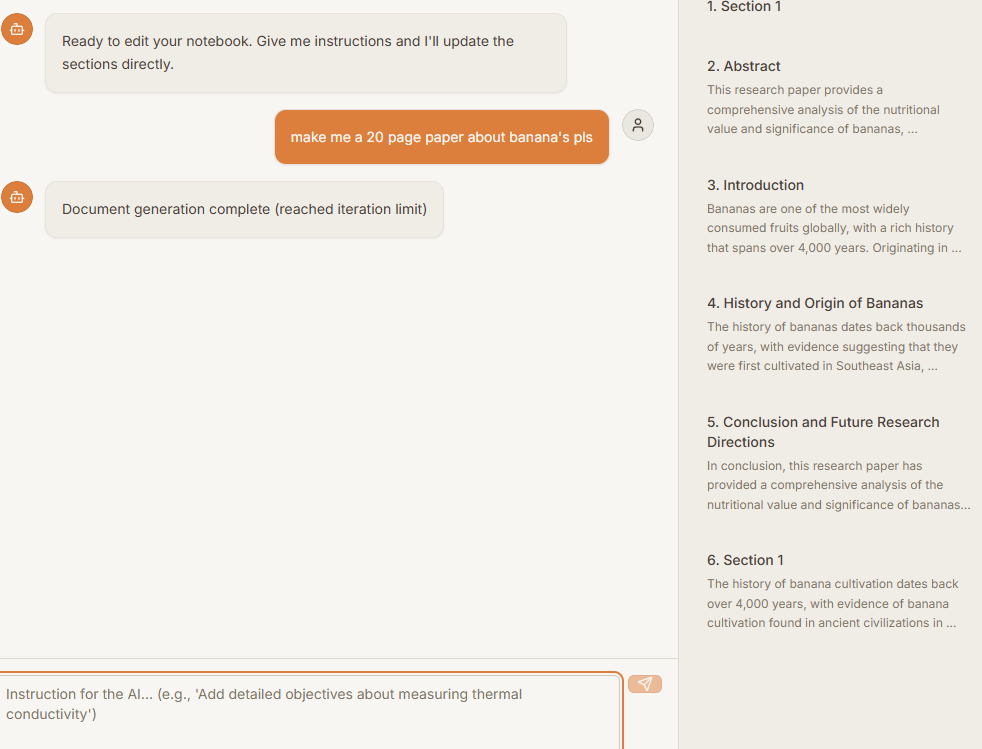 Ready to edit your notebook. Give me instructions and I'll update the
sections directly.
make me a 20 page paper about banana's pls
Document generation complete (reached iteration limit)
Instruction for the AI... (e.g., 'Add detailed objectives about measuring thermal
conductivity')
1. Section 1
2. Abstract
This research paper provides a
comprehensive analysis of the nutritional
value and significance of bananas, ...
3. Introduction
Bananas are one of the most widely
consumed fruits globally, with a rich history
that spans over 4,000 years. Originating in ...
4. History and Origin of Bananas
The history of bananas dates back thousands
of years, with evidence suggesting that they
were first cultivated in Southeast Asia, ...
5. Conclusion and Future Research
Directions
In conclusion, this research paper has
provided a comprehensive analysis of the
nutritional value and significance of bananas...
6. Section 1
The history of banana cultivation dates back
over 4,000 years, with evidence of banana
cultivation found in ancient civilizations in ...